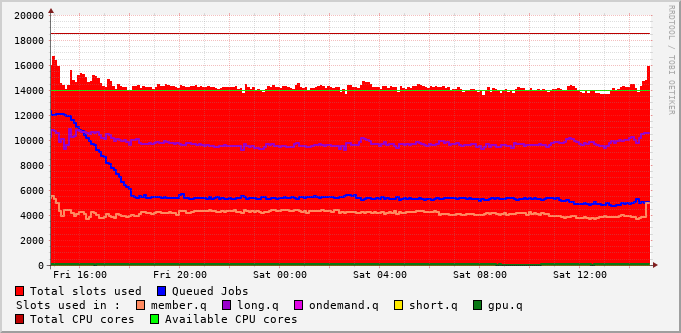 RRDTOOL / TOBI OETIKER
20000
18000
16000
14000
12000
10000
8000
6000
4000
2000
0
Fri 16:00 Fri 20:00 Sat 00:00 Sat 04:00 Sat 08:00 Sat 12:00
Total slots used Queued Jobs
Slots used in : member.q long.q ondemand.q short.q gpu.q
Total CPU cores Available CPU cores